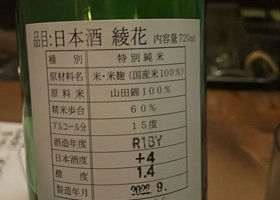 品目:日本酒 綾花 内容量720ml
種別 特別純米
原材料名 米・米麹(国産米100%)
原料米 山田錦100%
精米歩合 60%
アルコール分 15度
酒造年度 R1BY
日本酒度 +4
酸度 1.4
製造年月 2022.9.